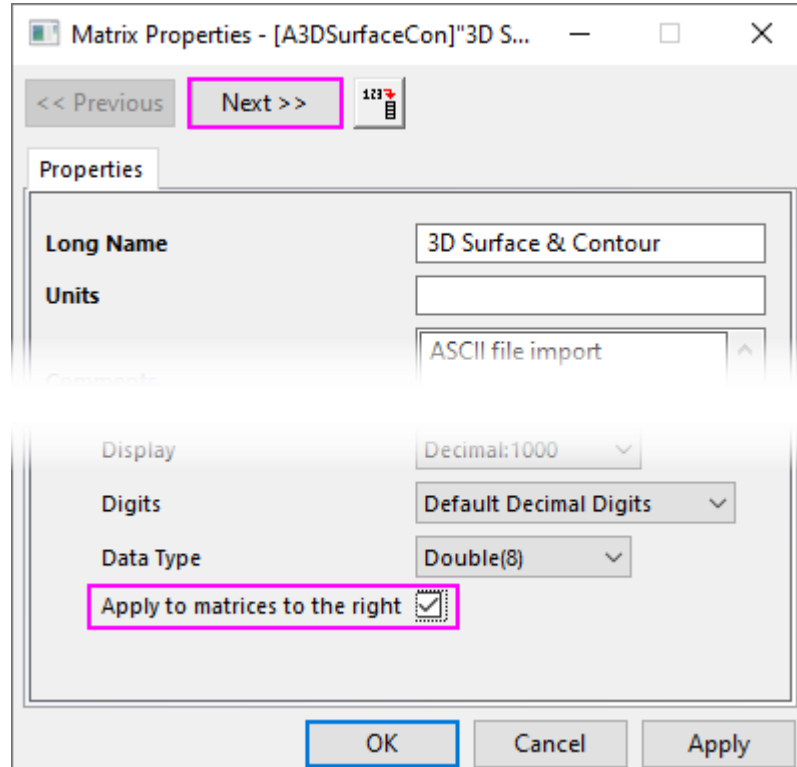 Matrix Properties - [A3DSurfaceCon]"3D S...
<< Previous
Next >>
123
Properties
Long Name
3D Surface & Contour
Units
ASCII file import
Comments
Display
Decimal:1000
Digits
Default Decimal Digits
Data Type
Double(8)
Apply to matrices to the right
OK
Cancel
Apply